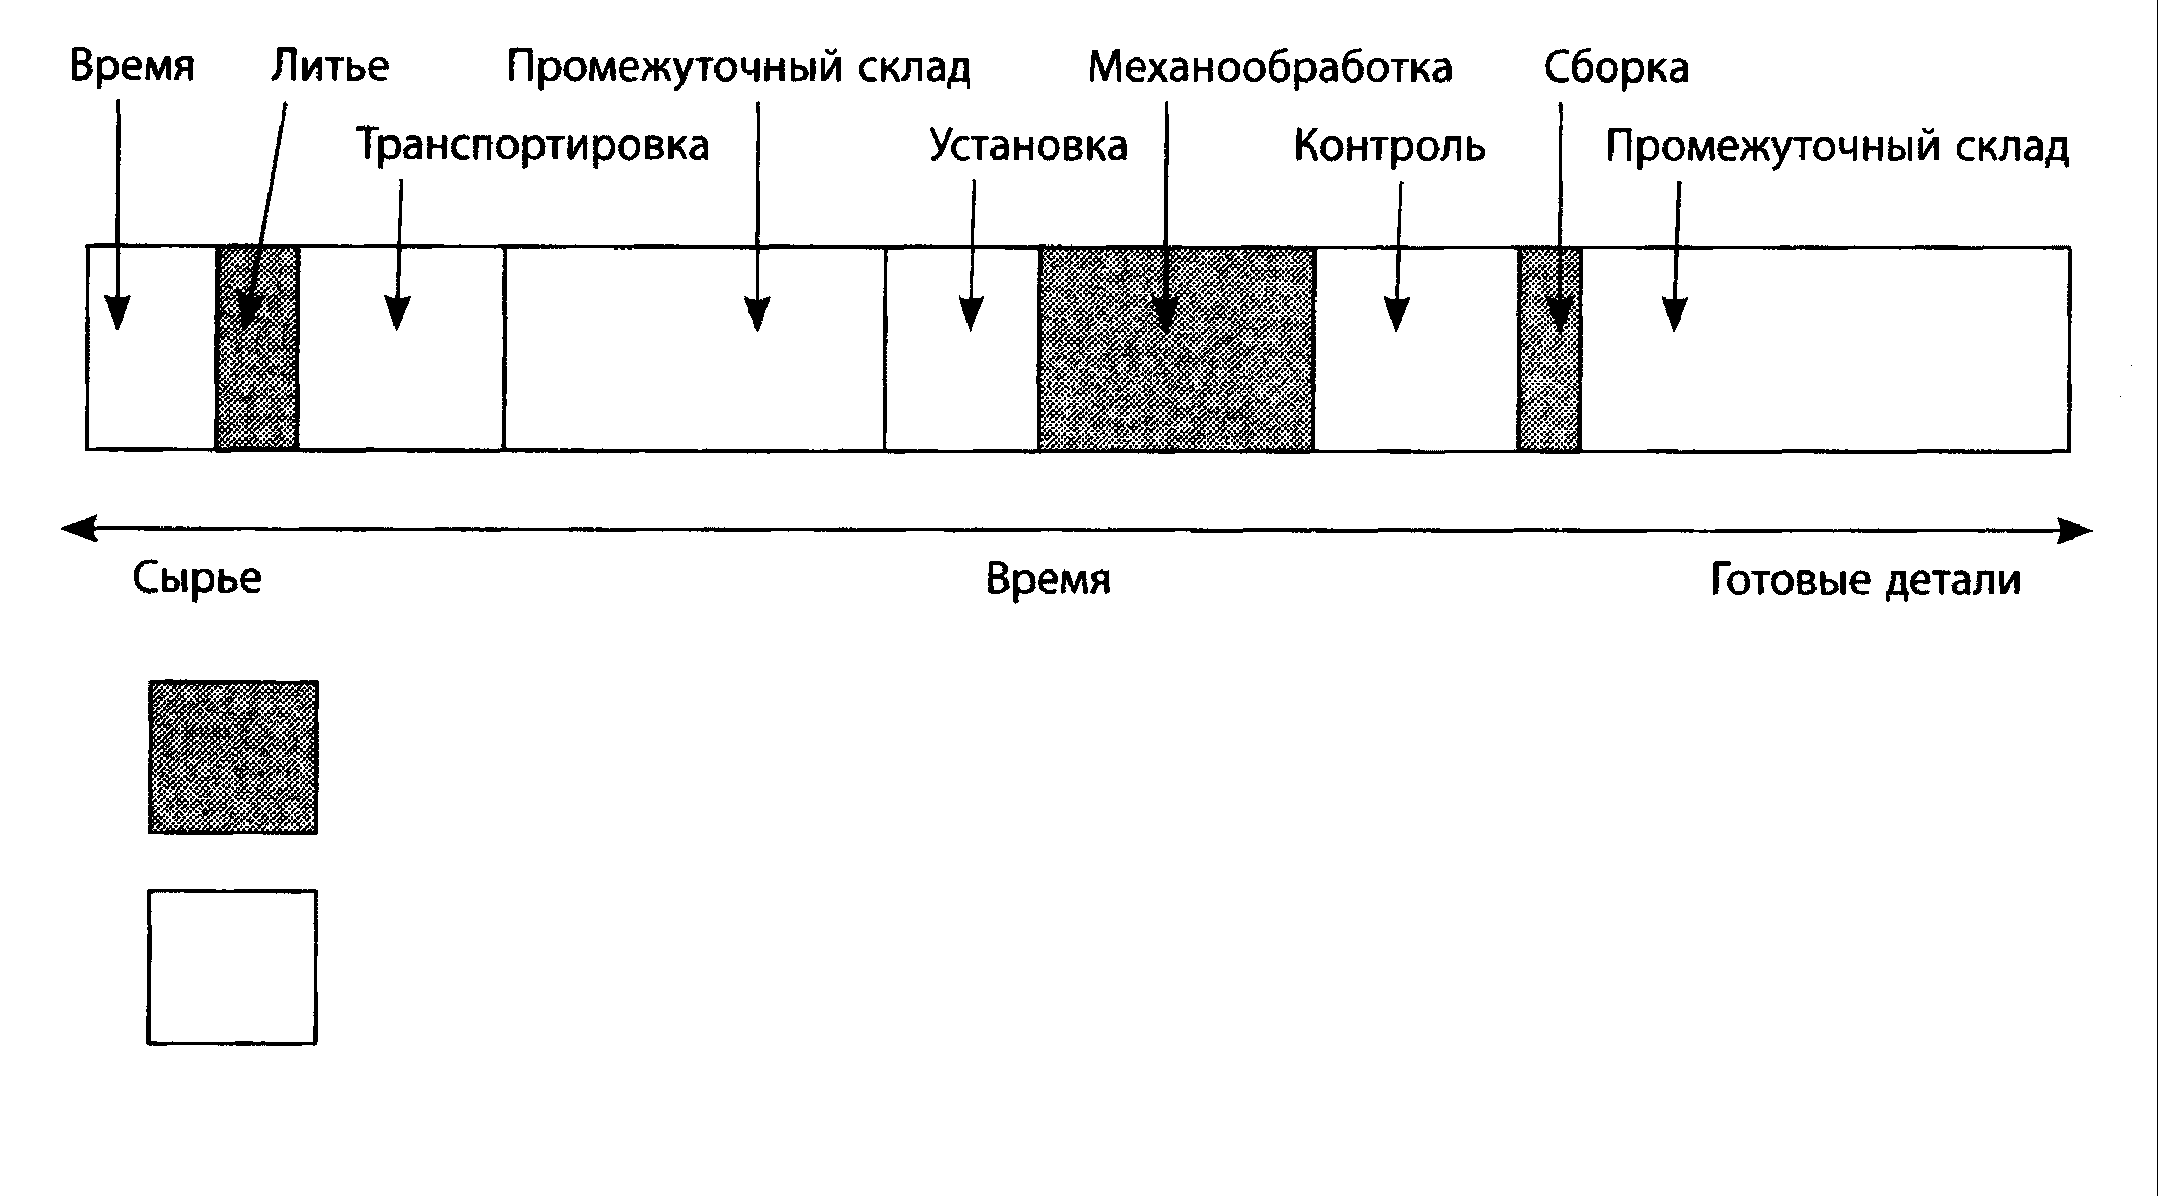 Время Литье Промежуточный склад Механообработка Сборка
Транспортировка Установка Контроль Промежуточный склад
Сырье Время Готовые детали